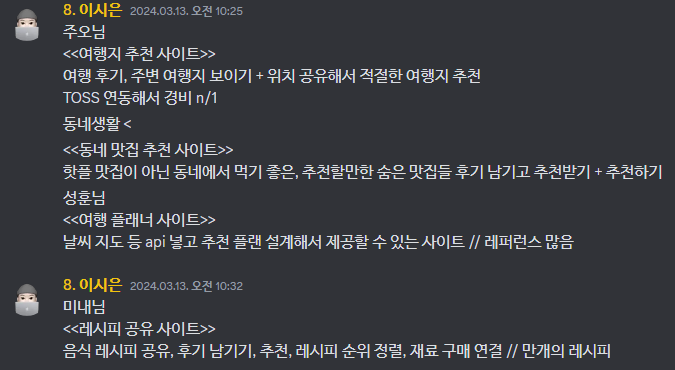 8. 이시은 2024.03.13. 오전 10:25
주오님
<<여행지 추천 사이트>>
여행 후기, 주변 여행지 보이기 + 위치 공유해서 적절한 여행지 추천
TOSS 연동해서 경비 n/1
동네생활 <
<<동네 맛집 추천 사이트>>
핫플 맛집이 아닌 동네에서 먹기 좋은, 추천할만한 숨은 맛집들 후기 남기고 추천받기 + 추천하기
성훈님
<<여행 플래너 사이트>>
날씨 지도 등 api 넣고 추천 플랜 설계해서 제공할 수 있는 사이트 // 레퍼런스 많음
8. 이시은 2024.03.13. 오전 10:32
미내님
<<레시피 공유 사이트>>
음식 레시피 공유, 후기 남기기, 추천, 레시피 순위 정렬, 재료 구매 연결 // 만개의 레시피